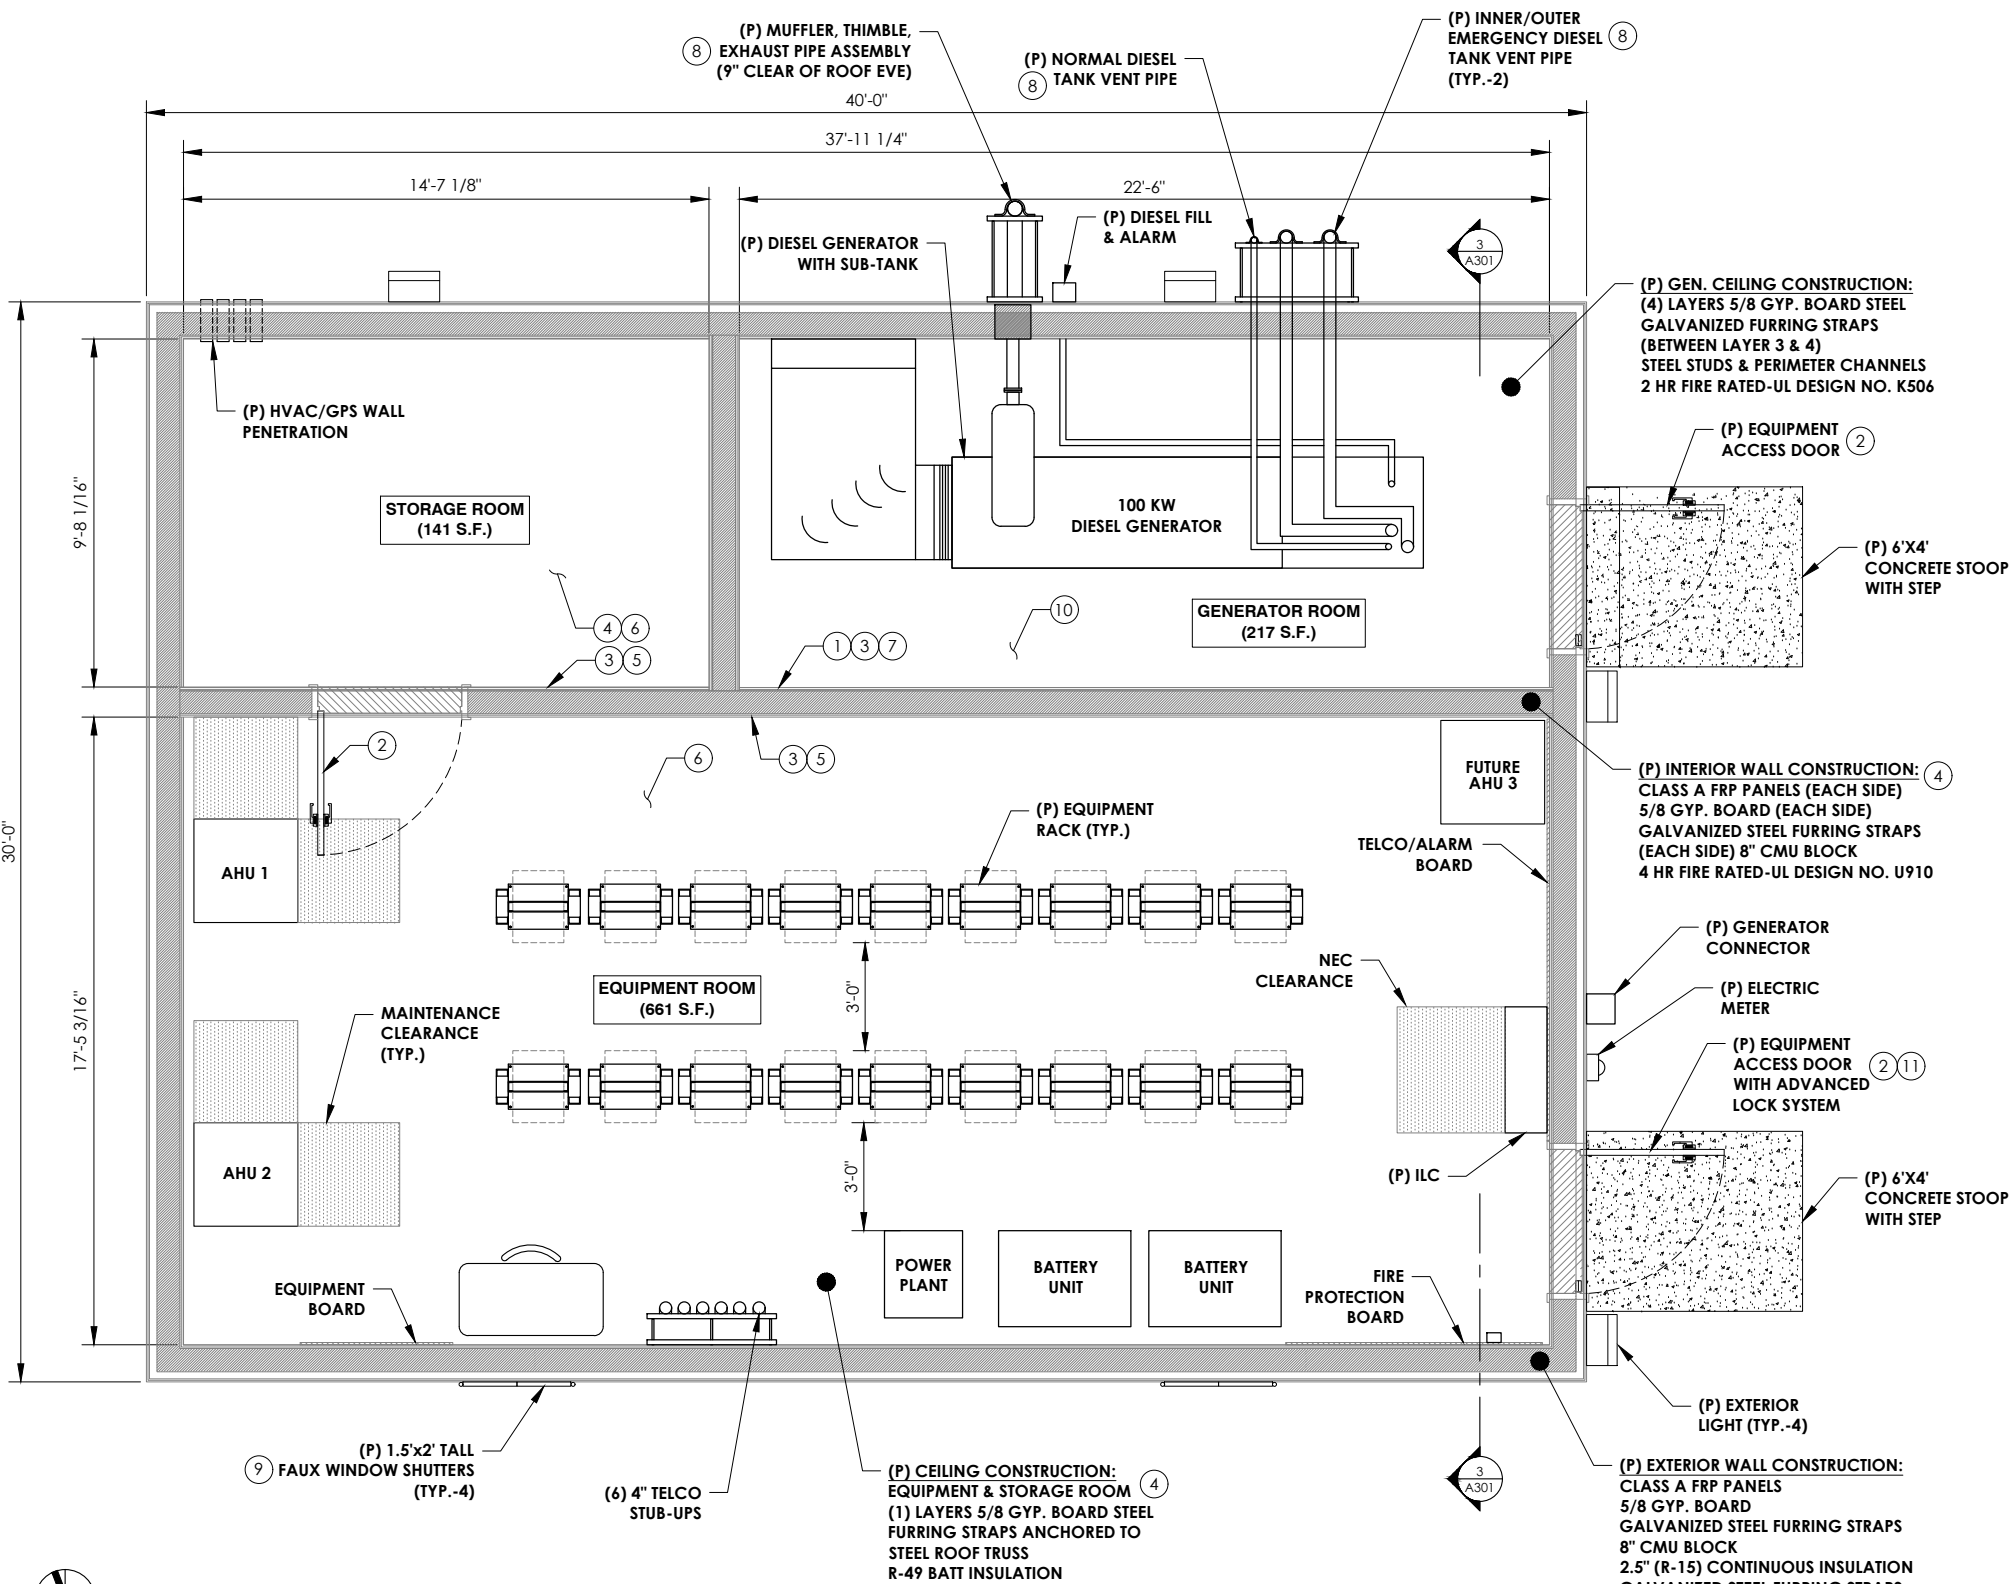 (P) MUFFLER, THIMBLE,
8 EXHAUST PIPE ASSEMBLY
(9" CLEAR OF ROOF EVE)
(P) NORMAL DIESEL
8 TANK VENT PIPE
(P) INNER/OUTER
EMERGENCY DIESEL 8
TANK VENT PIPE
(TYP.-2)
40'-0"
37'-11 1/4"
14'-7 1/8"
22'-6"
(P) DIESEL FILL
& ALARM
(P) DIESEL GENERATOR
WITH SUB-TANK
3
A301
(P) GEN. CEILING CONSTRUCTION:
(4) LAYERS 5/8 GYP. BOARD STEEL
GALVANIZED FURRING STRAPS
(BETWEEN LAYER 3 & 4)
STEEL STUDS & PERIMETER CHANNELS
2 HR FIRE RATED-UL DESIGN NO. K506
(P) HVAC/GPS WALL
PENETRATION
(P) EQUIPMENT
ACCESS DOOR 2
9'-8 1/16"
STORAGE ROOM
(141 S.F.)
100 KW
DIESEL GENERATOR
(P) 6'X4'
CONCRETE STOOP
WITH STEP
10
GENERATOR ROOM
(217 S.F.)
4 6
3 5
1 3 7
2
6
3 5
FUTURE
AHU 3
(P) INTERIOR WALL CONSTRUCTION: 4
CLASS A FRP PANELS (EACH SIDE)
5/8 GYP. BOARD (EACH SIDE)
GALVANIZED STEEL FURRING STRAPS
(EACH SIDE) 8" CMU BLOCK
4 HR FIRE RATED-UL DESIGN NO. U910
30'-0"
(P) EQUIPMENT
RACK (TYP.)
TELCO/ALARM
BOARD
AHU 1
(P) GENERATOR
CONNECTOR
NEC
CLEARANCE
EQUIPMENT ROOM
(661 S.F.)
3'-0"
(P) ELECTRIC
METER
17'-5 3/16"
MAINTENANCE
CLEARANCE
(TYP.)
(P) EQUIPMENT
ACCESS DOOR 2 11
WITH ADVANCED
LOCK SYSTEM
AHU 2
3'-0"
(P) ILC
(P) 6'X4'
CONCRETE STOOP
WITH STEP
POWER
PLANT
BATTERY
UNIT
BATTERY
UNIT
EQUIPMENT
BOARD
FIRE
PROTECTION
BOARD
(P) EXTERIOR
LIGHT (TYP.-4)
(P) 1.5'x2' TALL
9 FAUX WINDOW SHUTTERS
(TYP.-4)
(6) 4" TELCO
STUB-UPS
(P) CEILING CONSTRUCTION:
EQUIPMENT & STORAGE ROOM 4
(1) LAYERS 5/8 GYP. BOARD STEEL
FURRING STRAPS ANCHORED TO
STEEL ROOF TRUSS
R-49 BATT INSULATION
3
A301
(P) EXTERIOR WALL CONSTRUCTION:
CLASS A FRP PANELS
5/8 GYP. BOARD
GALVANIZED STEEL FURRING STRAPS
8" CMU BLOCK
2.5" (R-15) CONTINUOUS INSULATION